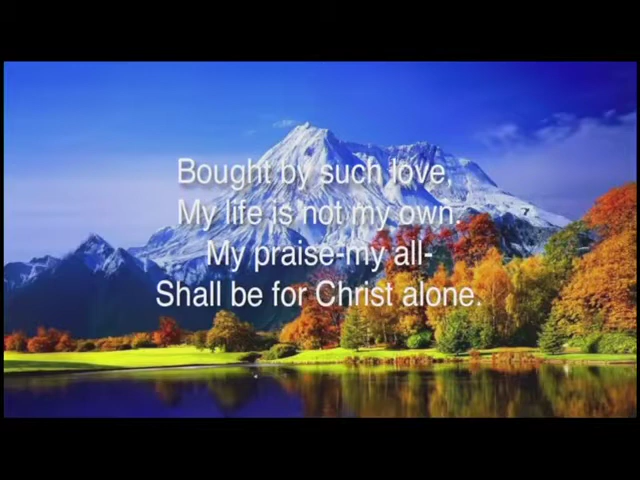 Bought by such love,
My life is not my own.
My praise-my all-
Shall be for Christ alone.